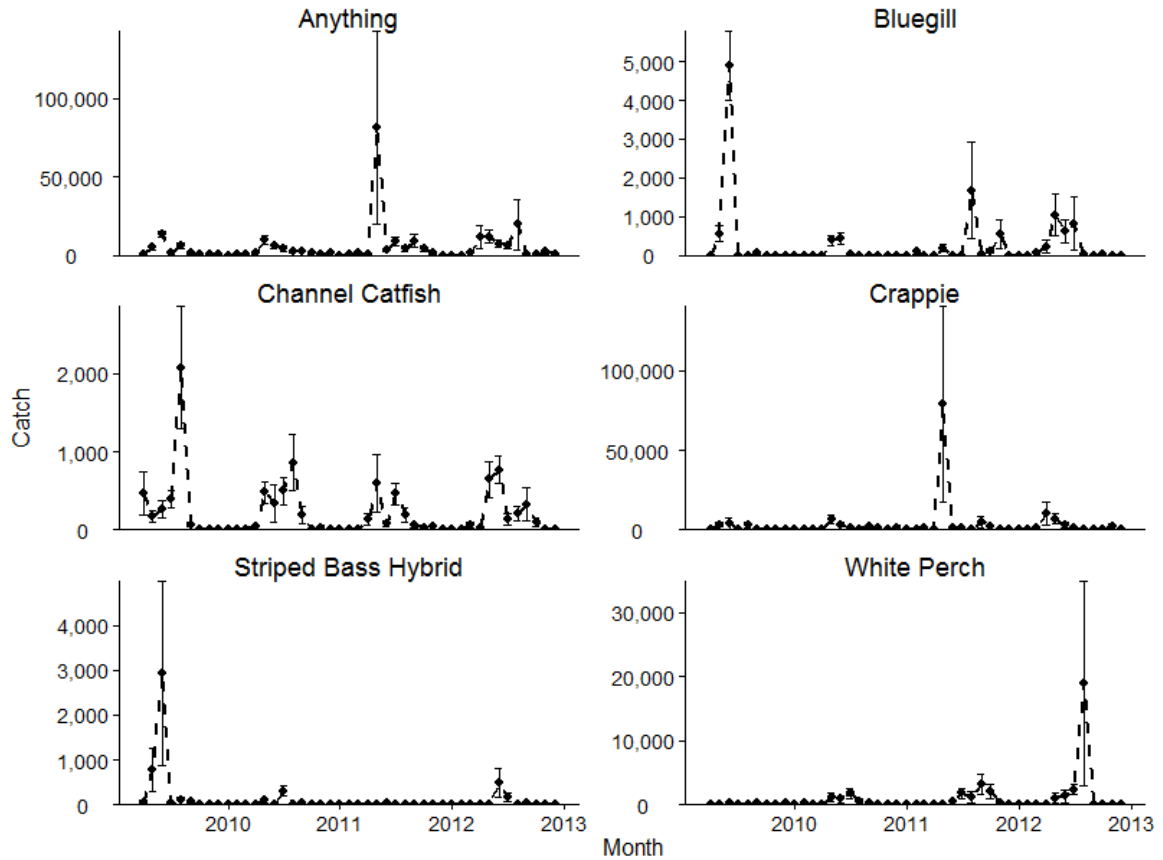 Anything
Bluegill
100,000
50,000
0
5,000
4,000
3,000
2,000
1,000
0
Channel Catfish
Crappie
2,000
1,000
0
100,000
50,000
0
Catch
Striped Bass Hybrid
White Perch
4,000
3,000
2,000
1,000
0
30,000
20,000
10,000
0
2010 2011 2012 2013
2010 2011 2012 2013
Month